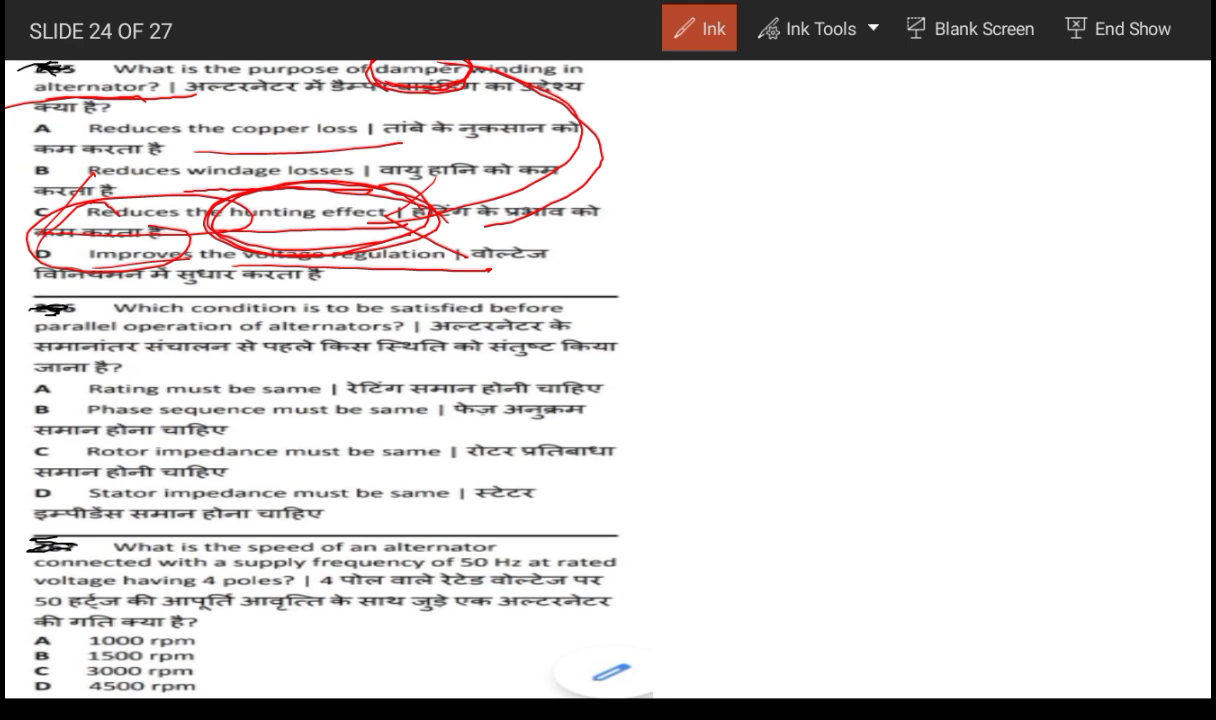 SLIDE 24 OF 27
Ink
Ink Tools
Blank Screen
End Show
What is the purpose of damper winding in
alternator? | अल्टरनेटर में डैम्पर वाइंडिंग का उद्देश्य
क्या है?
A Reduces the copper loss | तांबे के नुकसान को
कम करता है
B Reduces windage losses | वायु हानि को कम
करता है
C Reduces the hunting effect | हंटिंग के प्रभाव को
कम करता है
D Improves the voltage regulation | वोल्टेज
विनियमन में सुधार करता है
Which condition is to be satisfied before
parallel operation of alternators? | अल्टरनेटर के
समानांतर संचालन से पहले किस स्थिति को संतुष्ट किया
जाना है?
A Rating must be same | रेटिंग समान होनी चाहिए
B Phase sequence must be same | फेज़ अनुक्रम
समान होना चाहिए
C Rotor impedance must be same | रोटर प्रतिबाधा
समान होनी चाहिए
D Stator impedance must be same | स्टेटर
इम्पीडेंस समान होना चाहिए
What is the speed of an alternator
connected with a supply frequency of 50 Hz at rated
voltage having 4 poles? | 4 पोल वाले रेटेड वोल्टेज पर
50 हर्ट्ज की आपूर्ति आवृत्ति के साथ जुड़े एक अल्टरनेटर
की गति क्या है?
A 1000 rpm
B 1500 rpm
C 3000 rpm
D 4500 rpm